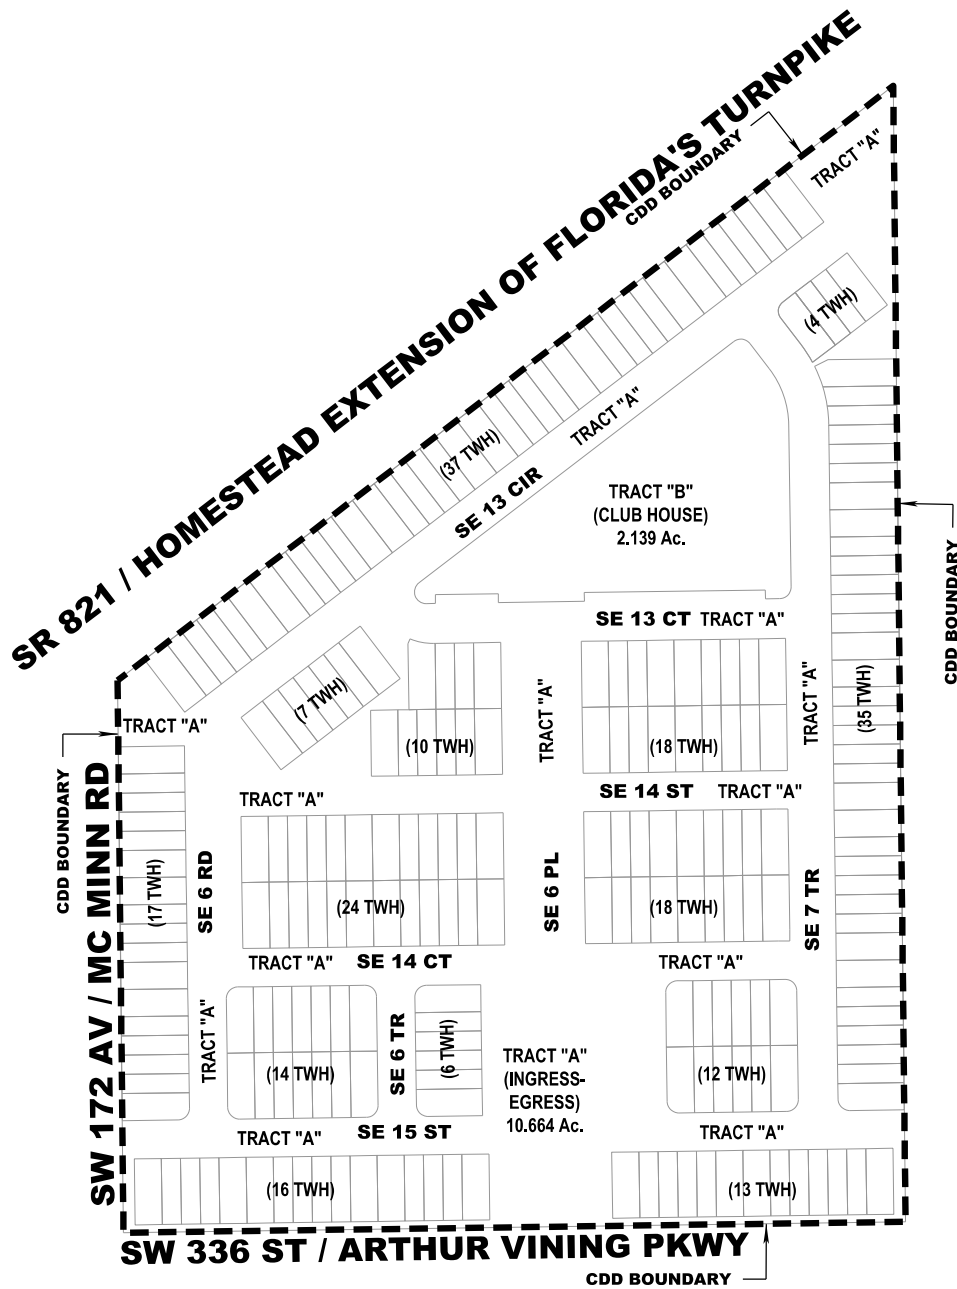 SR 821 / HOMESTEAD EXTENSION OF FLORIDA'S TURNPIKE
CDD BOUNDARY
TRACT "A"
(4 TWH)
(37 TWH)
TRACT "A"
SE 13 CIR
TRACT "B"
(CLUB HOUSE)
2.139 Ac.
CDD BOUNDARY
SE 13 CT TRACT "A"
(7 TWH)
TRACT "A"
TRACT "A"
(35 TWH)
TRACT "A"
(10 TWH)
(18 TWH)
CDD BOUNDARY
SE 14 ST TRACT "A"
TRACT "A"
SW 172 AV / MC MINN RD
(17 TWH)
SE 6 RD
(24 TWH)
SE 6 PL
(18 TWH)
SE 7 TR
TRACT "A" SE 14 CT
TRACT "A"
TRACT "A"
(14 TWH)
SE 6 TR
(6 TWH)
TRACT "A"
(INGRESS-
EGRESS)
10.664 Ac.
(12 TWH)
TRACT "A" SE 15 ST
TRACT "A"
(16 TWH)
(13 TWH)
SW 336 ST / ARTHUR VINING PKWY
CDD BOUNDARY